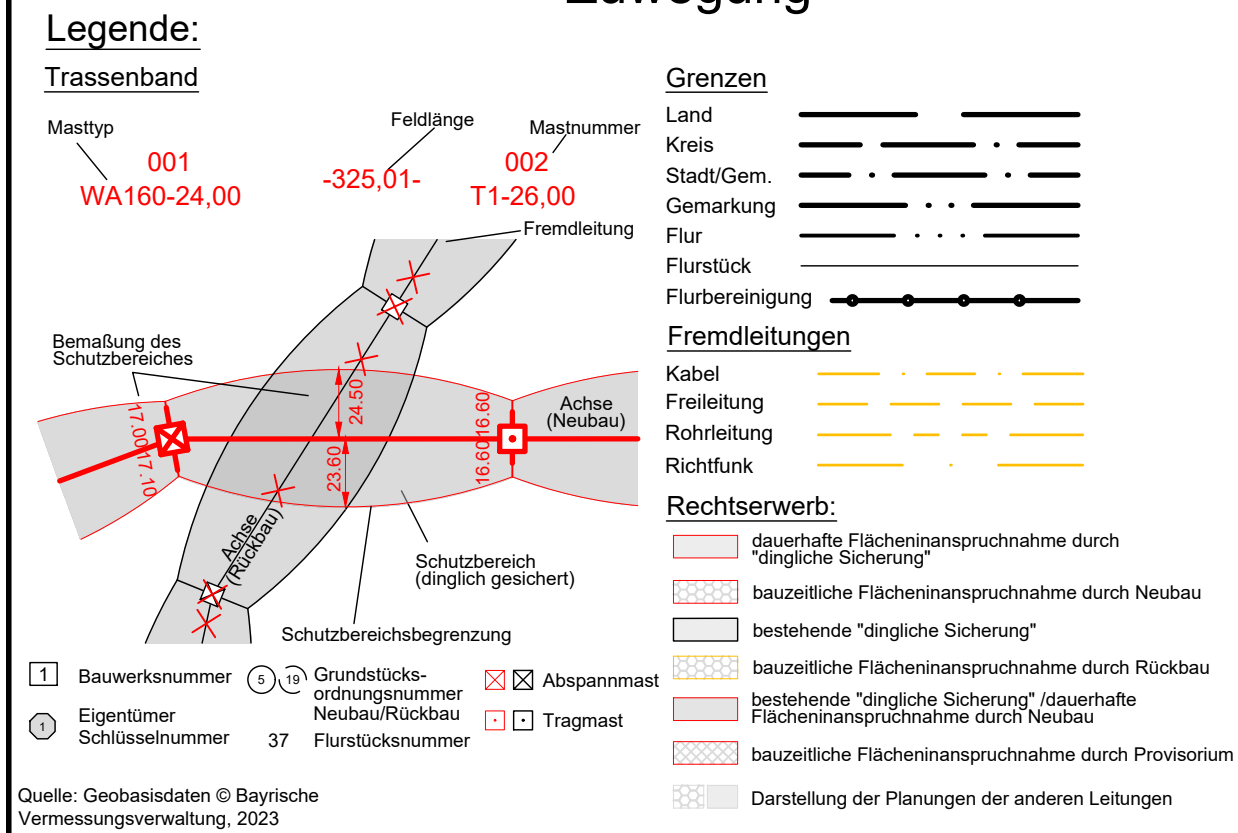 Legende:
Trassenband
Masttyp
Feldlänge
Mastnummer
001
WA160-24,00
-325,01-
002
T1-26,00
Fremdleitung
Bemaßung des
Schutzbereiches
17.00
17.10
24.50
23.60
16.60
16.60
Achse
(Neubau)
Achse
(Rückbau)
Schutzbereich
(dinglich gesichert)
Schutzbereichsbegrenzung
1 Bauwerksnummer
1 Eigentümer
Schlüsselnummer
5 19 Grundstücks-
ordnungsnummer
Neubau/Rückbau
37 Flurstücksnummer
Abspannmast
Tragmast
Quelle: Geobasisdaten © Bayrische
Vermessungsverwaltung, 2023
Grenzen
Land
Kreis
Stadt/Gem.
Gemarkung
Flur
Flurstück
Flurbereinigung
Fremdleitungen
Kabel
Freileitung
Rohrleitung
Richtfunk
Rechtserwerb:
dauerhafte Flächeninanspruchnahme durch
"dingliche Sicherung"
bauzeitliche Flächeninanspruchnahme durch Neubau
bestehende "dingliche Sicherung"
bauzeitliche Flächeninanspruchnahme durch Rückbau
bestehende "dingliche Sicherung" /dauerhafte
Flächeninanspruchnahme durch Neubau
bauzeitliche Flächeninanspruchnahme durch Provisorium
Darstellung der Planungen der anderen Leitungen